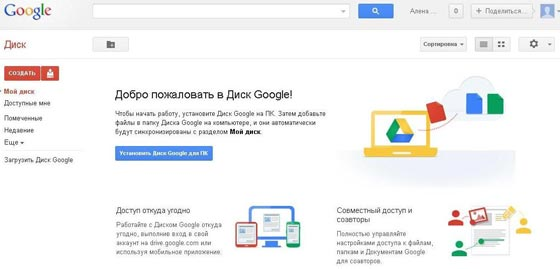 Google
Алена ...
0
+ Поделиться...
Диск
Сортировка
СОЗДАТЬ
Мой диск
Доступные мне
Помеченные
Недавние
Еще
Загрузить Диск Google
Добро пожаловать в Диск Google!
Чтобы начать работу, установите Диск Google на ПК. Затем добавьте
файлы в папку Диска Google на компьютере, и они автоматически
будут синхронизированы с разделом Мой диск.
Установить Диск Google для ПК
Доступ откуда
угодно
Работайте с Диском Google откуда
угодно, выполнив вход в свой
аккаунт на drive.google.com или
используя мобильное приложение.
Совместный доступ и
соавторы
Полностью управляйте
настройками доступа к файлам,
папкам и Документам Google
для соавторов.